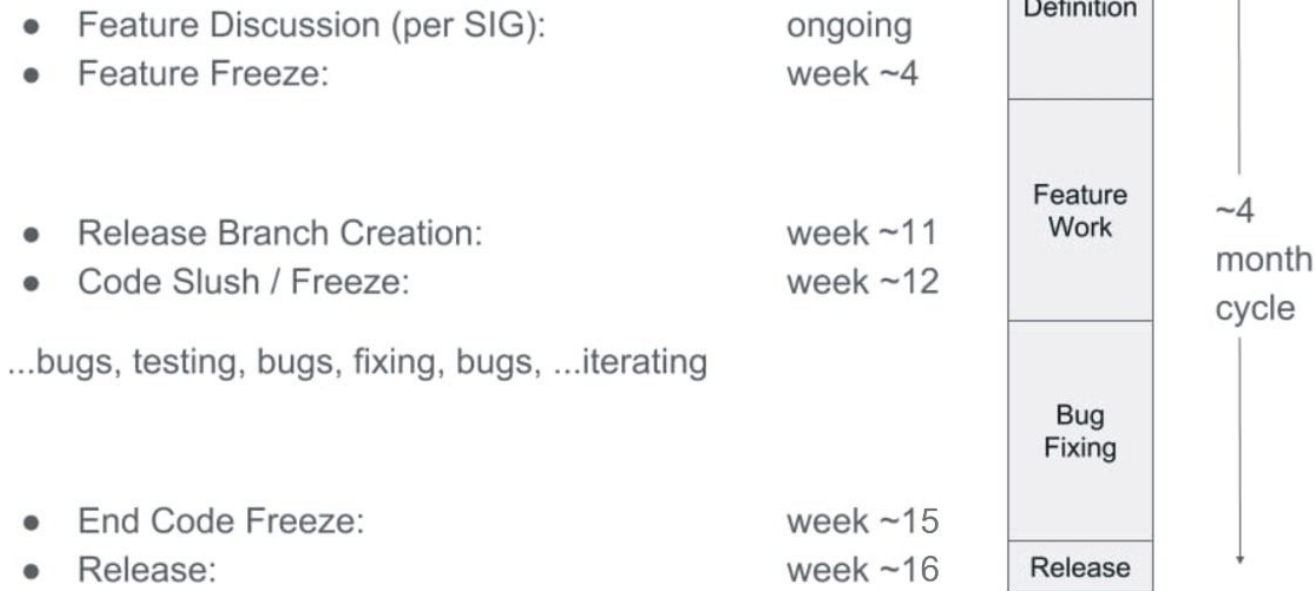 ● Feature Discussion (per SIG): ongoing
● Feature Freeze: week ~4
● Release Branch Creation: week ~11
● Code Slush / Freeze: week ~12
...bugs, testing, bugs, fixing, bugs, ...iterating
● End Code Freeze: week ~15
● Release: week ~16
Definition
Feature
Work
Bug
Fixing
Release
~4
month
cycle